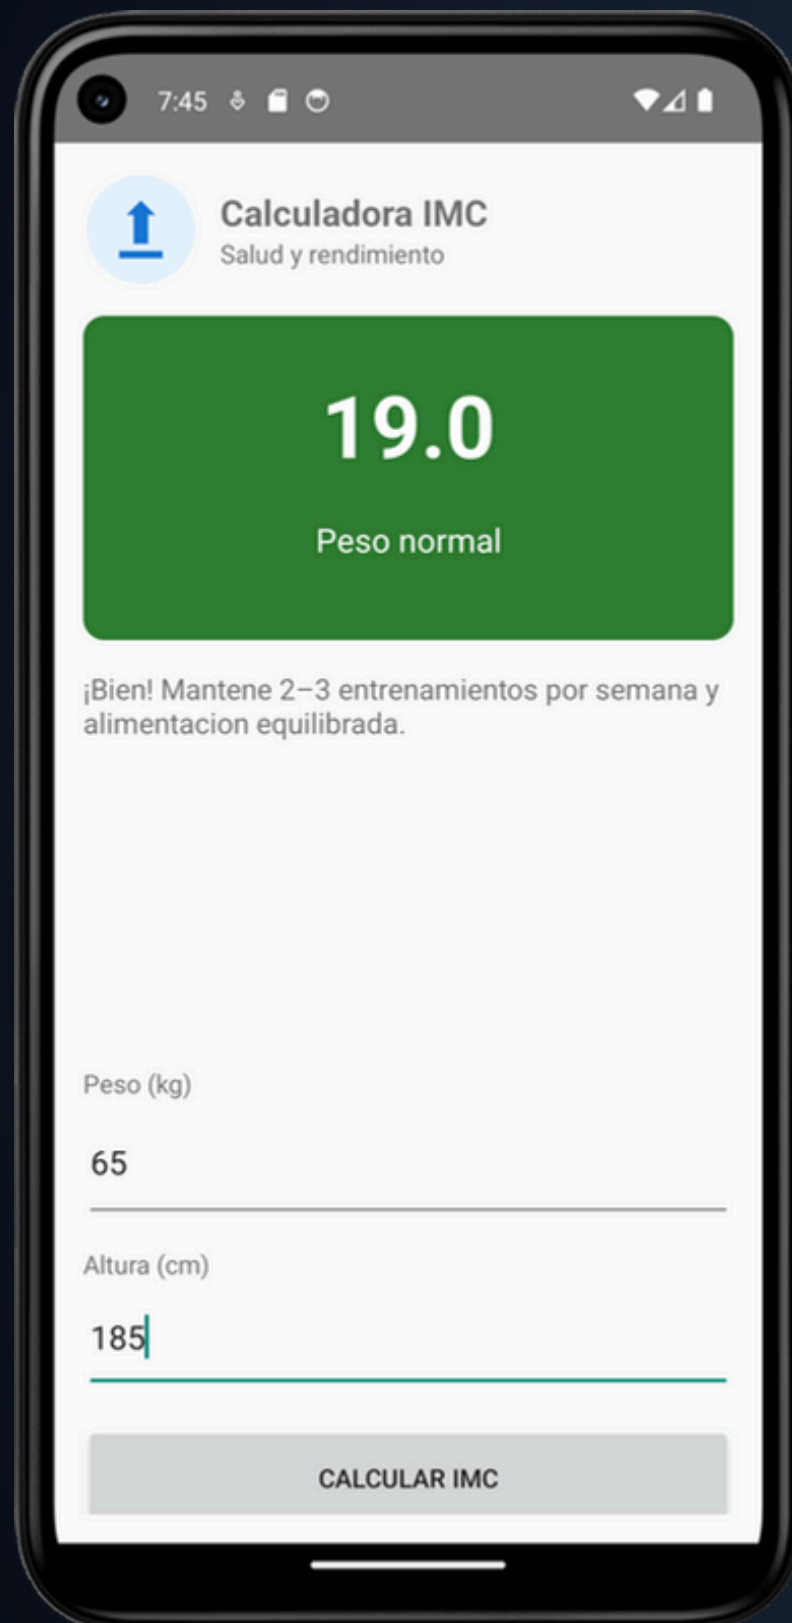 7:45
Calculadora IMC
Salud y rendimiento
19.0
Peso normal
¡Bien! Mantene 2–3 entrenamientos por semana y
alimentacion equilibrada.
Peso (kg)
65
Altura (cm)
185
CALCULAR IMC